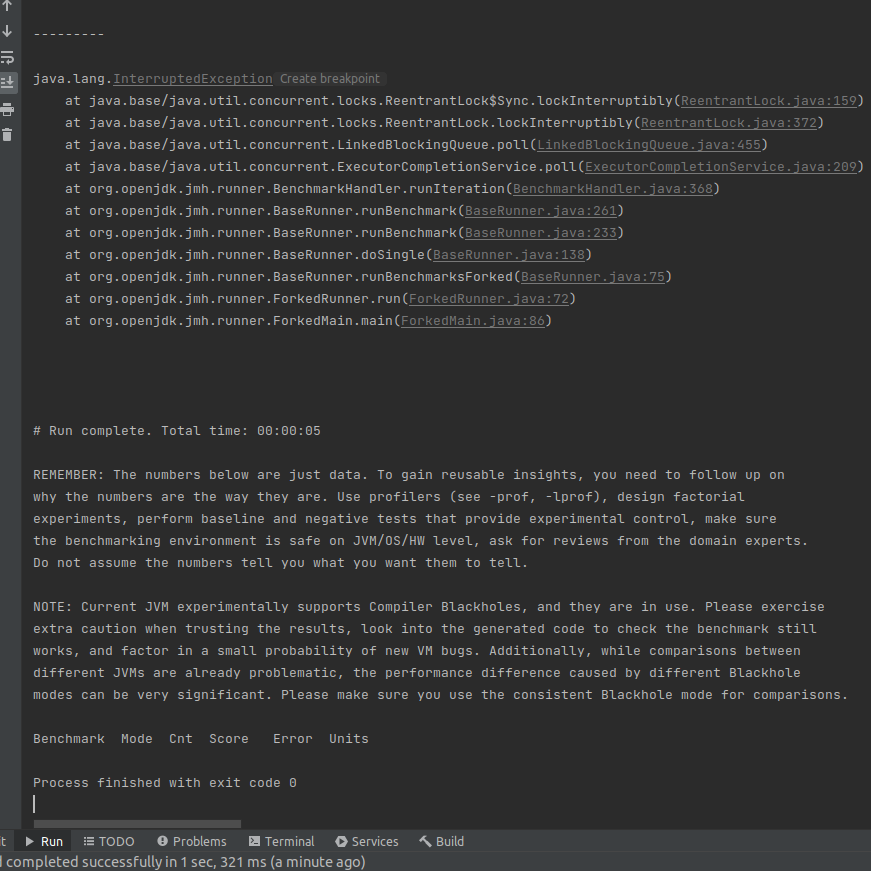 ---------
java.lang.InterruptedException Create breakpoint
at java.base/java.util.concurrent.locks.ReentrantLock$Sync.lockInterruptibly(ReentrantLock.java:159)
at java.base/java.util.concurrent.locks.ReentrantLock.lockInterruptibly(ReentrantLock.java:372)
at java.base/java.util.concurrent.LinkedBlockingQueue.poll(LinkedBlockingQueue.java:455)
at java.base/java.util.concurrent.ExecutorCompletionService.poll(ExecutorCompletionService.java:209)
at org.openjdk.jmh.runner.BenchmarkHandler.runIteration(BenchmarkHandler.java:368)
at org.openjdk.jmh.runner.BaseRunner.runBenchmark(BaseRunner.java:261)
at org.openjdk.jmh.runner.BaseRunner.runBenchmark(BaseRunner.java:233)
at org.openjdk.jmh.runner.BaseRunner.doSingle(BaseRunner.java:138)
at org.openjdk.jmh.runner.BaseRunner.runBenchmarksForked(BaseRunner.java:75)
at org.openjdk.jmh.runner.ForkedRunner.run(ForkedRunner.java:72)
at org.openjdk.jmh.runner.ForkedMain.main(ForkedMain.java:86)
# Run complete. Total time: 00:00:05
REMEMBER: The numbers below are just data. To gain reusable insights, you need to follow up on
why the numbers are the way they are. Use profilers (see -prof, -lprof), design factorial
experiments, perform baseline and negative tests that provide experimental control, make sure
the benchmarking environment is safe on JVM/OS/HW level, ask for reviews from the domain experts.
Do not assume the numbers tell you what you want them to tell.
NOTE: Current JVM experimentally supports Compiler Blackholes, and they are in use. Please exercise
extra caution when trusting the results, look into the generated code to check the benchmark still
works, and factor in a small probability of new VM bugs. Additionally, while comparisons between
different JVMs are already problematic, the performance difference caused by different Blackhole
modes can be very significant. Please make sure you use the consistent Blackhole mode for comparisons.
Benchmark Mode Cnt Score Error Units
Process finished with exit code 0
it Run TODO Problems Terminal Services Build
d completed successfully in 1 sec, 321 ms (a minute ago)